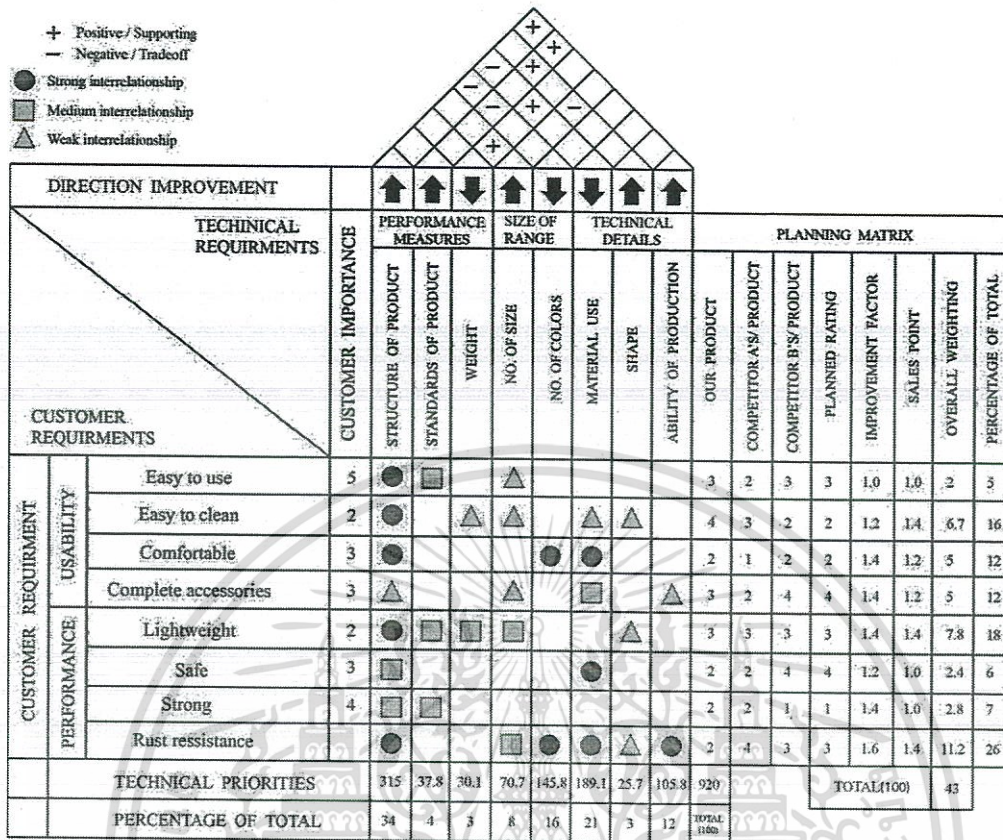 + Positive / Supporting
− Negative / Tradeoff
Strong interrelationship
Medium interrelationship
Weak interrelationship
DIRECTION IMPROVEMENT
TECHINICAL REQUIRMENTS
CUSTOMER REQUIRMENTS
CUSTOMER IMPORTANCE
PERFORMANCE MEASURES
SIZE OF RANGE
TECHNICAL DETAILS
PLANNING MATRIX
STRUCTURE OF PRODUCT
STANDARDS OF PRODUCT
WEIGHT
NO. OF SIZE
NO. OF COLORS
MATERIAL USE
SHAPE
ABILITY OF PRODUCTION
OUR PRODUCT
COMPETITOR A'S/ PRODUCT
COMPETITOR B'S/ PRODUCT
PLANNED RATING
IMPROVEMENT FACTOR
SALES POINT
OVERALL WEIGHTING
PERCENTAGE OF TOTAL
CUSTOMER REQUIRMENT
USABILITY
Easy to use 5 3 2 3 3 1.0 1.0 2 5
Easy to clean 2 4 3 2 2 1.2 1.4 6.7 16
Comfortable 3 2 1 2 2 1.4 1.2 5 12
Complete accessories 3 3 2 4 4 1.4 1.2 5 12
PERFORMANCE
Lightweight 2 3 3 3 3 1.4 1.4 7.8 18
Safe 3 2 2 4 4 1.2 1.0 2.4 6
Strong 4 2 2 1 1 1.4 1.0 2.8 7
Rust ressistance 2 4 3 3 1.6 1.4 11.2 26
TECHNICAL PRIORITIES 315 37.8 30.1 70.7 145.8 189.1 25.7 105.8 920 TOTAL(100) 43
PERCENTAGE OF TOTAL 34 4 3 8 16 21 3 12 TOTAL (100)